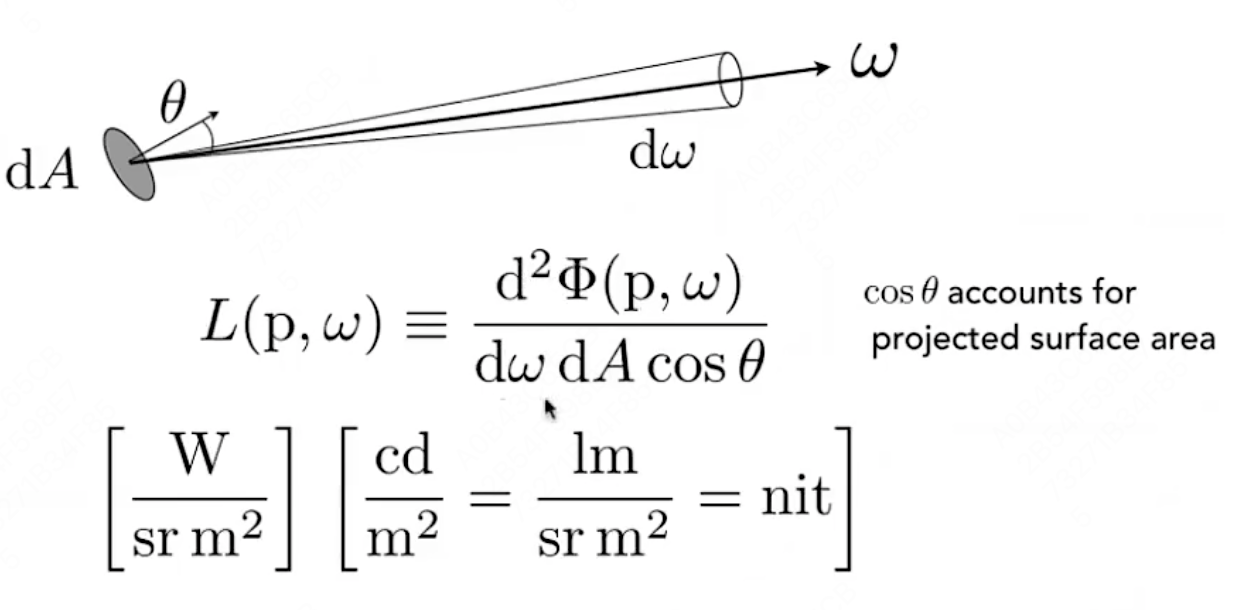 θ
ω
dA
dω
L(p, ω) ≡ d²Φ(p, ω) / (dω dA cos θ)
cos θ accounts for
projected surface area
[W / (sr m²)] [cd / m² = lm / (sr m²) = nit]